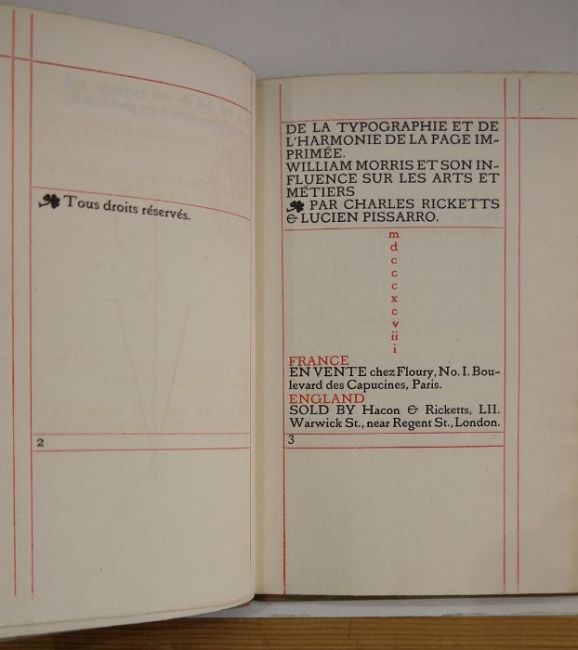 Tous droits réservés.
2
DE LA TYPOGRAPHIE ET DE
L'HARMONIE DE LA PAGE IM-
PRIMÉE.
WILLIAM MORRIS ET SON IN-
FLUENCE SUR LES ARTS ET
MÉTIERS
PAR CHARLES RICKETTS
& LUCIEN PISSARRO.
m
d
c
c
c
x
c
v
ii
i
FRANCE
EN VENTE chez Floury, No. I. Bou-
levard des Capucines, Paris.
ENGLAND
SOLD BY Hacon & Ricketts, LII.
Warwick St., near Regent St., London.
3